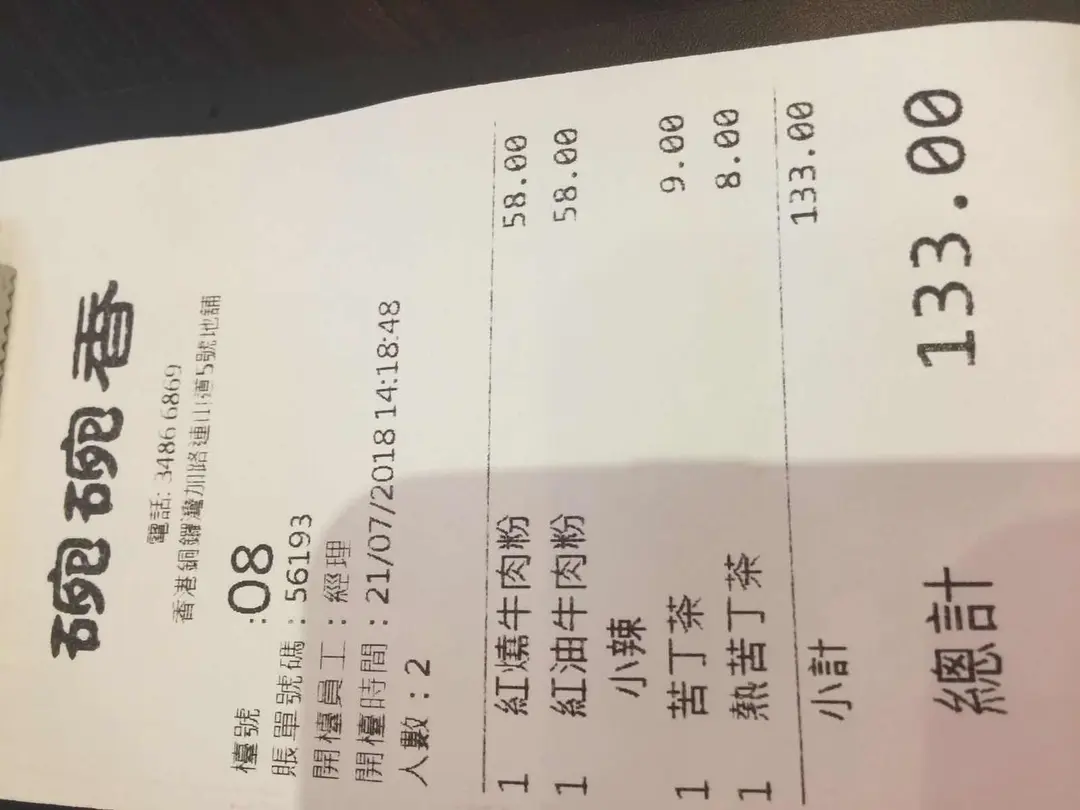 碗碗香
電話: 3486 6869
香港銅鑼灣加路連山道5號地舖
檯號 :08
賬單號碼 : 56193
開檯員工 : 經理
開檯時間 : 21/07/2018 14:18:48
人數 : 2
1 紅燒牛肉粉 58.00
1 紅油牛肉粉 58.00
小辣
1 苦丁茶 9.00
1 熱苦丁茶 8.00
小計 133.00
總計 133.00